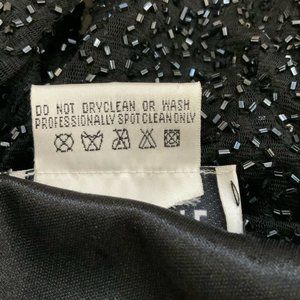 DO NOT DRYCLEAN OR WASH
PROFESSIONALLY SPOT CLEAN ONLY